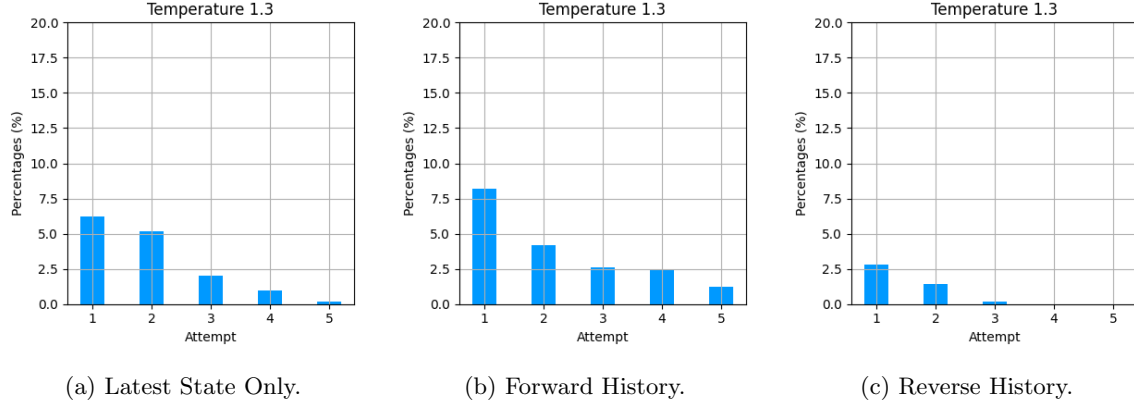 Temperature 1.3
20.0
17.5
15.0
12.5
10.0
7.5
5.0
2.5
0.0
Percentages (%)
1 2 3 4 5
Attempt
(a) Latest State Only.
Temperature 1.3
20.0
17.5
15.0
12.5
10.0
7.5
5.0
2.5
0.0
Percentages (%)
1 2 3 4 5
Attempt
(b) Forward History.
Temperature 1.3
20.0
17.5
15.0
12.5
10.0
7.5
5.0
2.5
0.0
Percentages (%)
1 2 3 4 5
Attempt
(c) Reverse History.